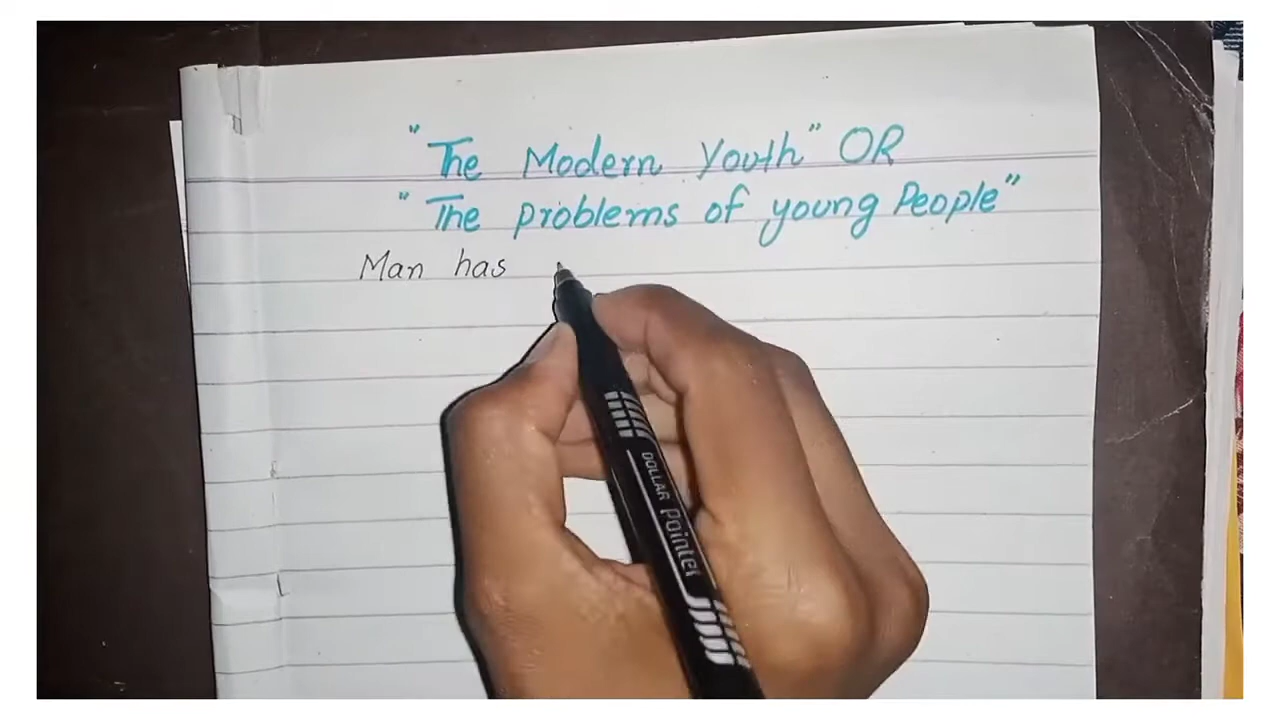 "The Modern Youth" OR
"The problems of young People"
Man has
DOLLAR Pointer